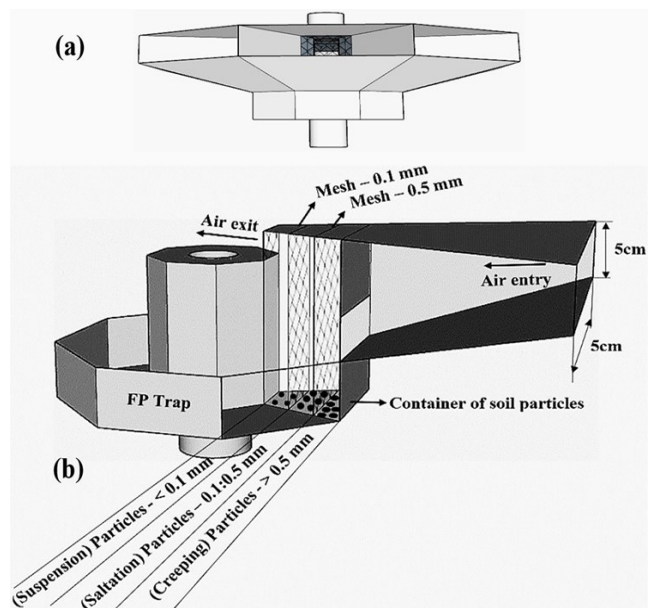 (a)
Mesh – 0.1 mm
Mesh – 0.5 mm
Air exit
Air entry
5cm
5cm
FP Trap
Container of soil particles
(b)
(Suspension) Particles - < 0.1 mm
(Saltation) Particles – 0.1:0.5 mm
(Creeping) Particles - > 0.5 mm